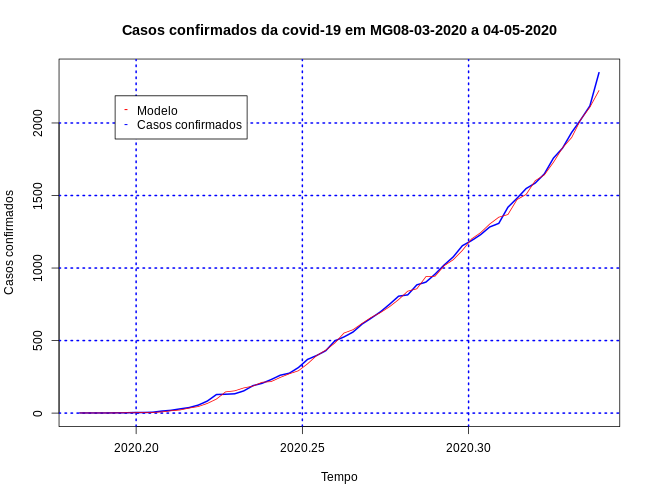 Casos confirmados da covid-19 em MG08-03-2020 a 04-05-2020
Modelo
Casos confirmados
Casos confirmados
2000
1500
1000
500
0
2020.20 2020.25 2020.30
Tempo